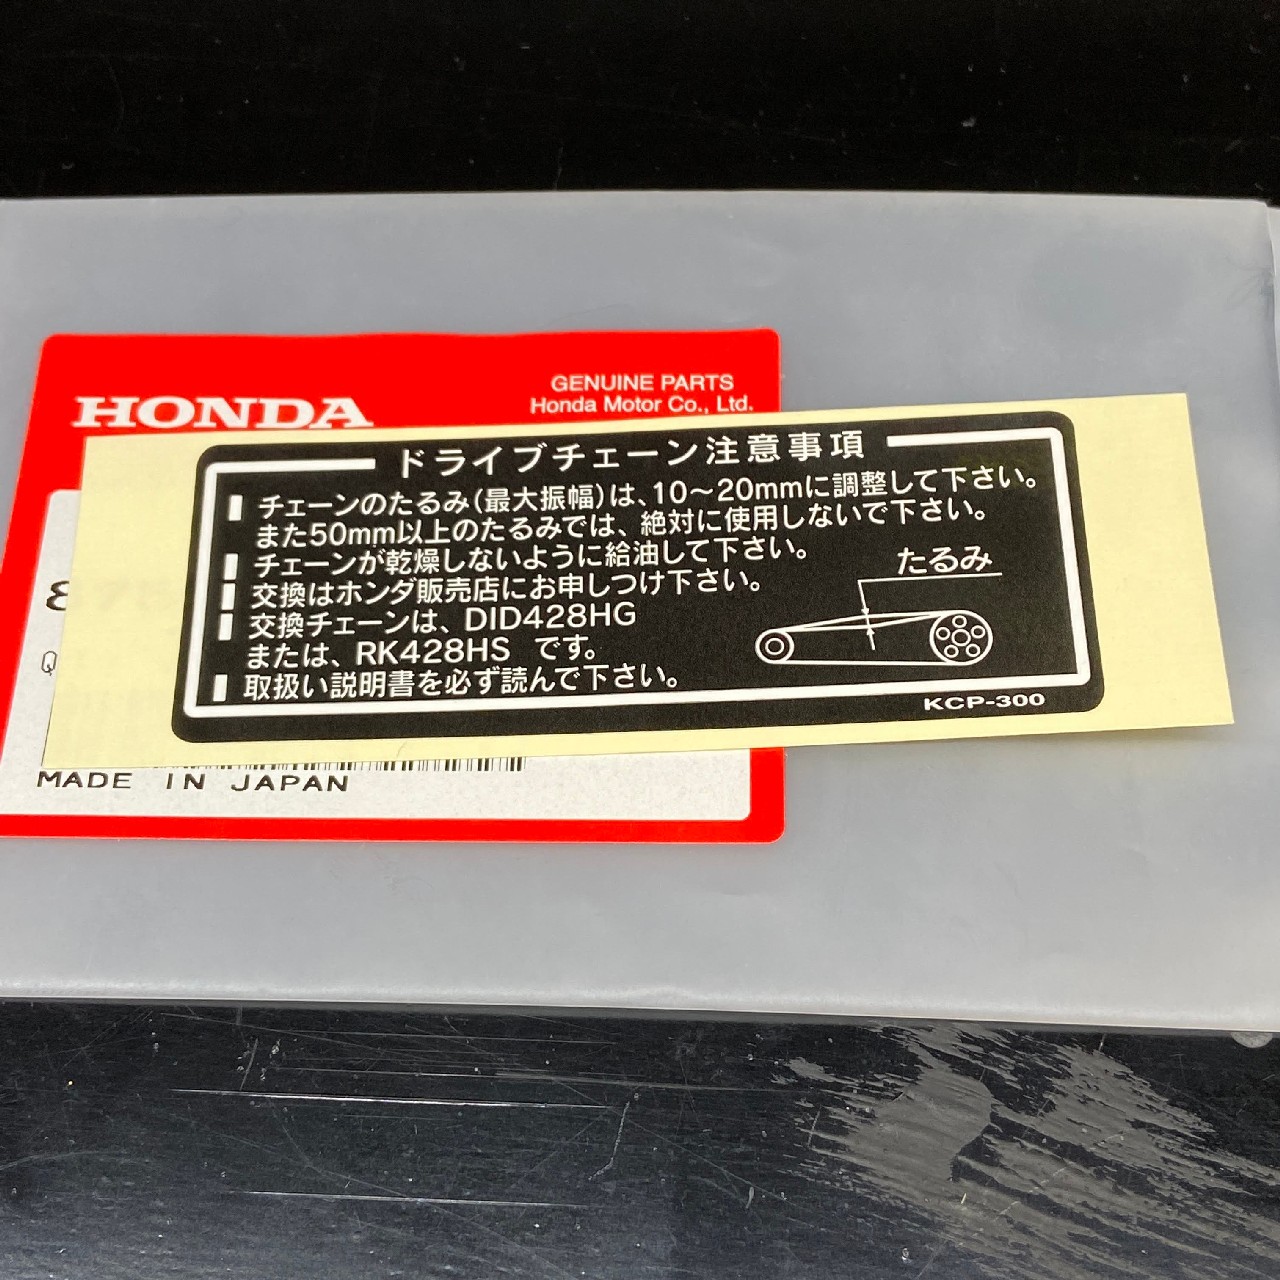 HONDA
GENUINE PARTS
Honda Motor Co., Ltd.
ドライブチェーン注意事項
チェーンのたるみ(最大振幅)は、10～20mmに調整して下さい。
また50mm以上のたるみでは、絶対に使用しないで下さい。
チェーンが乾燥しないように給油して下さい。
交換はホンダ販売店にお申しつけ下さい。
交換チェーンは、DID428HG
または、RK428HS です。
取扱い説明書を必ず読んで下さい。
たるみ
KCP-300
MADE IN JAPAN